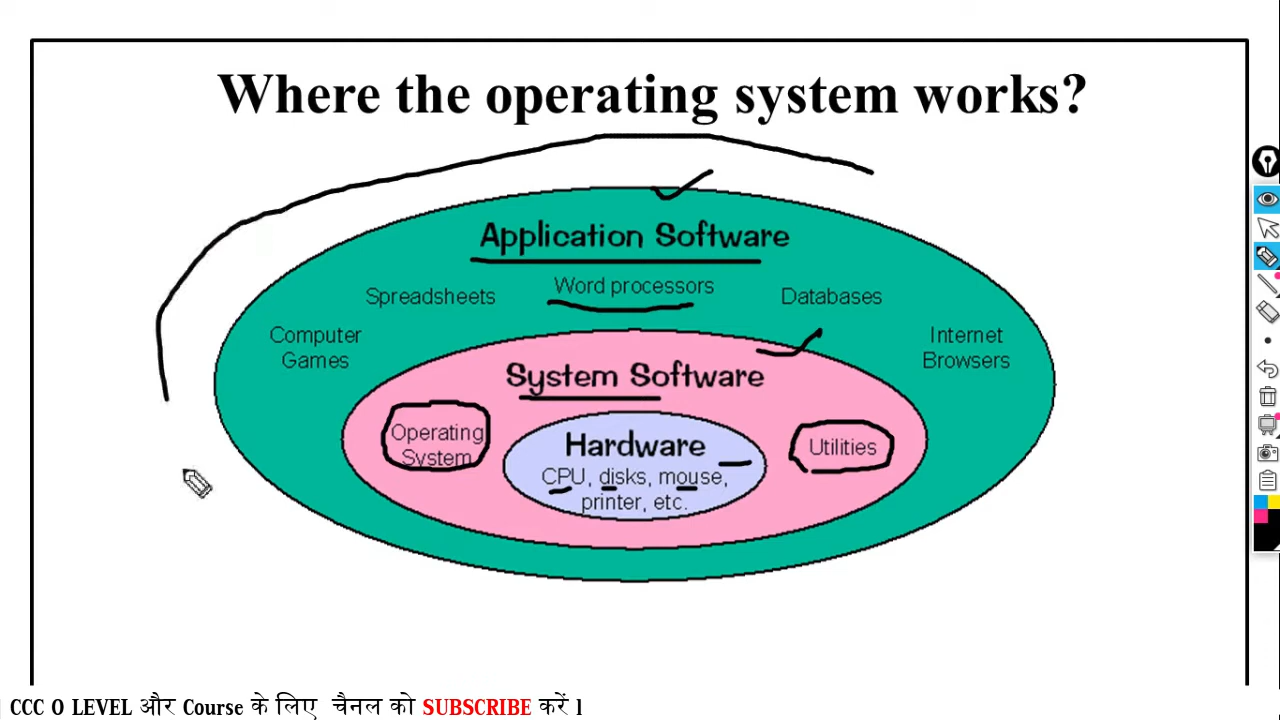 Where the operating system works?
Application Software
Spreadsheets
Word processors
Databases
Computer
Games
Internet
Browsers
System Software
Operating
System
Hardware
CPU, disks, mouse,
printer, etc.
Utilities
CCC O LEVEL और Course के लिए चैनल को SUBSCRIBE करें l